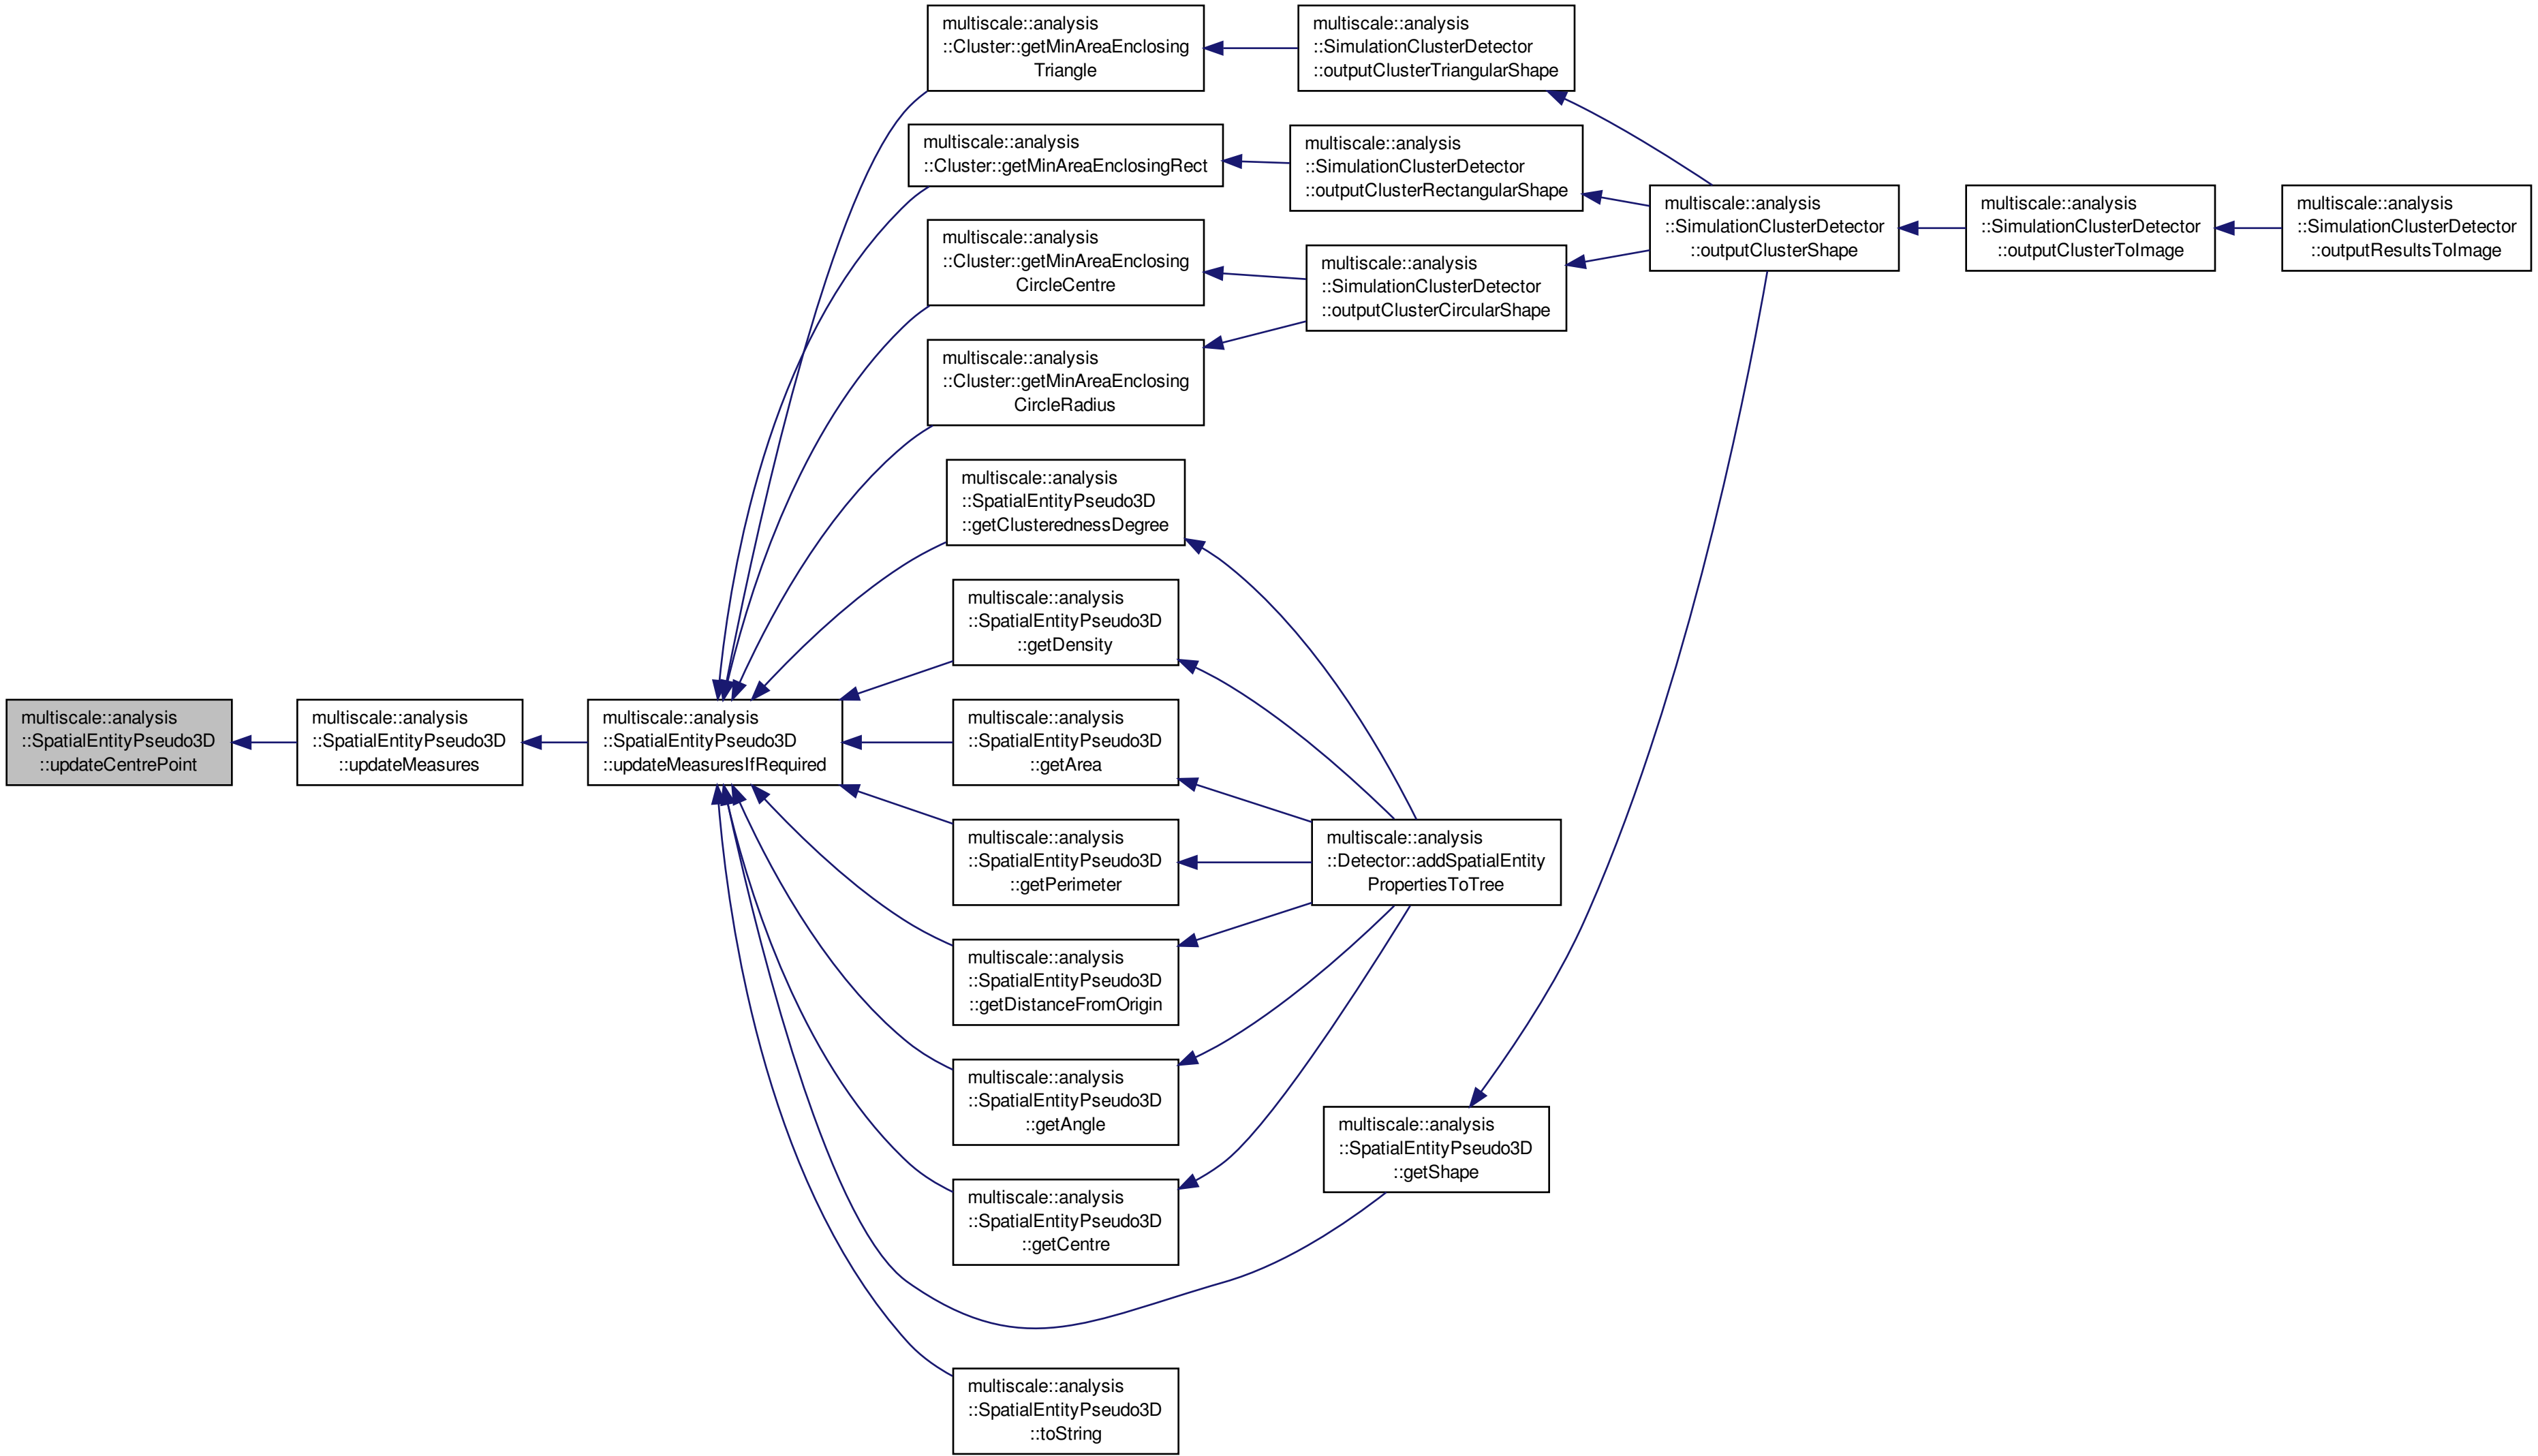 multiscale::analysis
::Cluster::getMinAreaEnclosing
Triangle
multiscale::analysis
::SimulationClusterDetector
::outputClusterTriangularShape
multiscale::analysis
::Cluster::getMinAreaEnclosingRect
multiscale::analysis
::SimulationClusterDetector
::outputClusterRectangularShape
multiscale::analysis
::SimulationClusterDetector
::outputClusterShape
multiscale::analysis
::SimulationClusterDetector
::outputClusterToImage
multiscale::analysis
::SimulationClusterDetector
::outputResultsToImage
multiscale::analysis
::Cluster::getMinAreaEnclosing
CircleCentre
multiscale::analysis
::SimulationClusterDetector
::outputClusterCircularShape
multiscale::analysis
::Cluster::getMinAreaEnclosing
CircleRadius
multiscale::analysis
::SpatialEntityPseudo3D
::getClusterednessDegree
multiscale::analysis
::SpatialEntityPseudo3D
::getDensity
multiscale::analysis
::SpatialEntityPseudo3D
::updateCentrePoint
multiscale::analysis
::SpatialEntityPseudo3D
::updateMeasures
multiscale::analysis
::SpatialEntityPseudo3D
::updateMeasuresIfRequired
multiscale::analysis
::SpatialEntityPseudo3D
::getArea
multiscale::analysis
::SpatialEntityPseudo3D
::getPerimeter
multiscale::analysis
::Detector::addSpatialEntity
PropertiesToTree
multiscale::analysis
::SpatialEntityPseudo3D
::getDistanceFromOrigin
multiscale::analysis
::SpatialEntityPseudo3D
::getAngle
multiscale::analysis
::SpatialEntityPseudo3D
::getShape
multiscale::analysis
::SpatialEntityPseudo3D
::getCentre
multiscale::analysis
::SpatialEntityPseudo3D
::toString